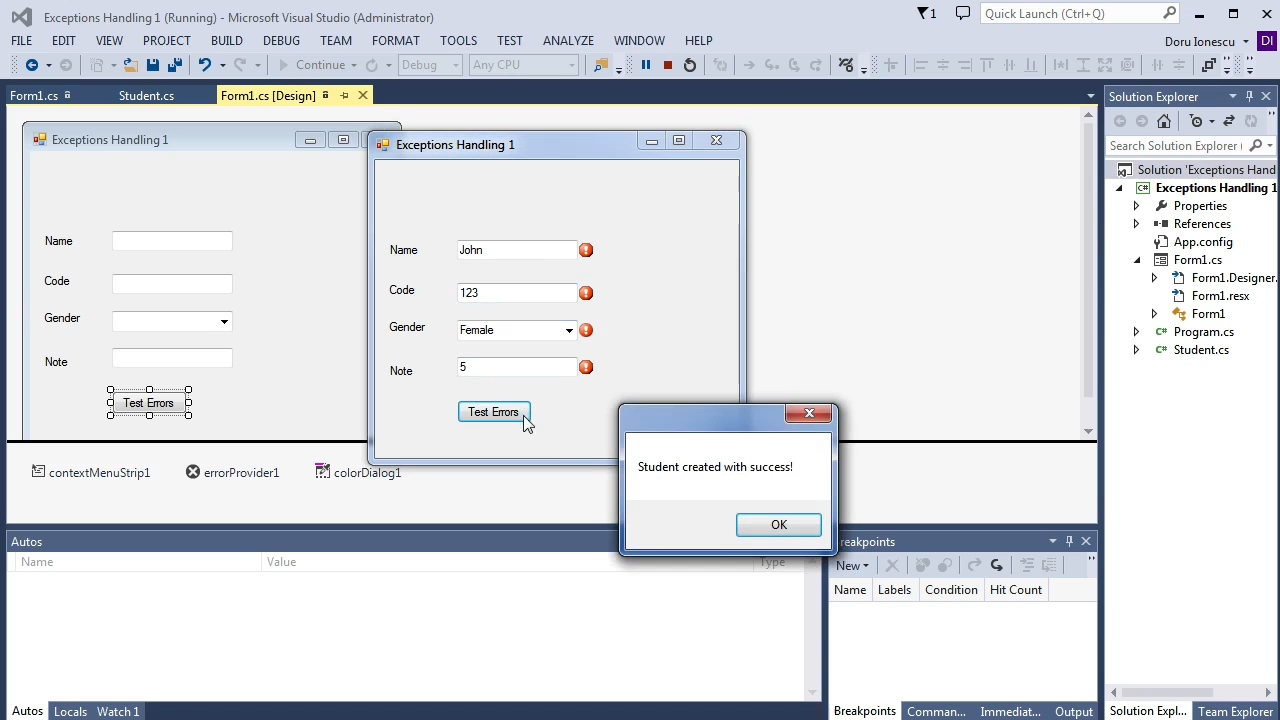 Exceptions Handling 1 (Running) - Microsoft Visual Studio (Administrator)
1
Quick Launch (Ctrl+Q)
FILE EDIT VIEW PROJECT BUILD DEBUG TEAM FORMAT TOOLS TEST ANALYZE WINDOW HELP
Doru Ionescu DI
Continue Debug Any CPU
Form1.cs Student.cs Form1.cs [Design]
Solution Explorer
Search Solution Explorer (
Solution 'Exceptions Hand
Exceptions Handling 1
Properties
References
App.config
Form1.cs
Form1.Designer.
Form1.resx
Form1
Program.cs
Student.cs
Exceptions Handling 1
Name
Code
Gender
Note
Test Errors
Exceptions Handling 1
Name John
Code 123
Gender Female
Note 5
Test Errors
Student created with success!
OK
contextMenuStrip1 errorProvider1 colorDialog1
Autos
Name Value Type
reakpoints
New
Name Labels Condition Hit Count
Autos Locals Watch 1
Breakpoints Comman... Immediat... Output
Solution Expl... Team Explorer